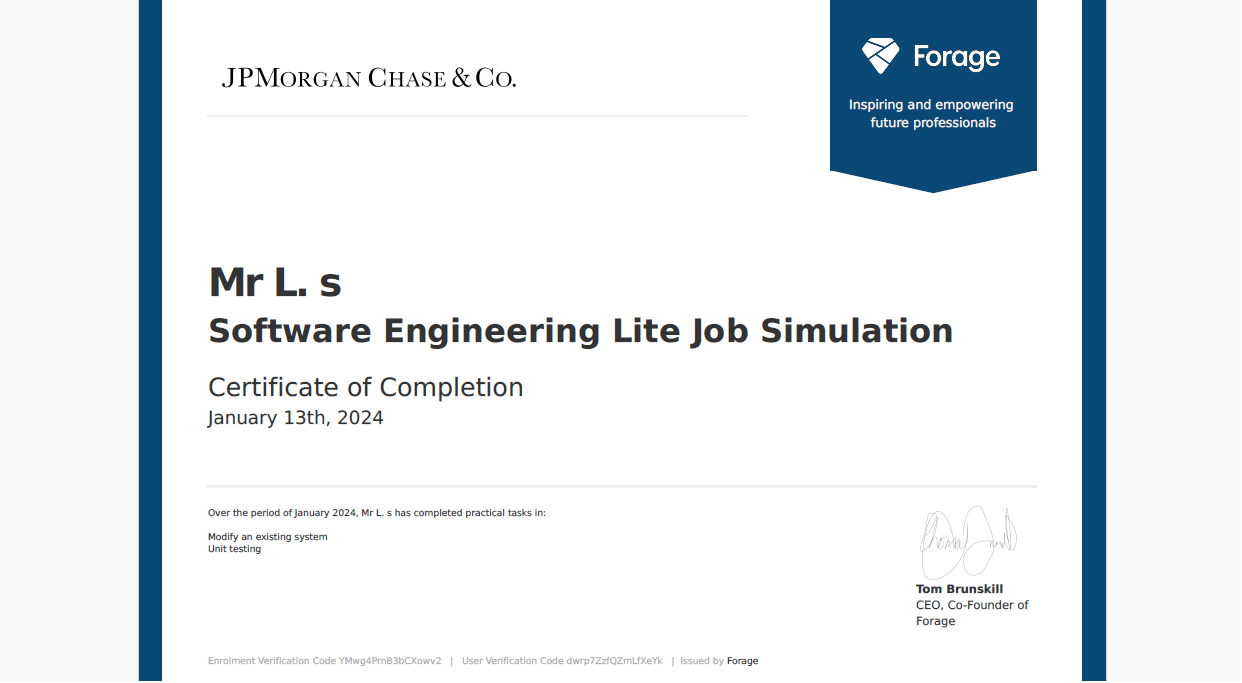 JPMORGAN CHASE & CO.
Forage
Inspiring and empowering
future professionals
Mr L. s
Software Engineering Lite Job Simulation
Certificate of Completion
January 13th, 2024
Over the period of January 2024, Mr L. s has completed practical tasks in:
Modify an existing system
Unit testing
Tom Brunskill
CEO, Co-Founder of
Forage
Enrolment Verification Code YMwg4PrnB3bCXowv2 | User Verification Code dwrp7ZzfQZmLfXeYk | Issued by Forage